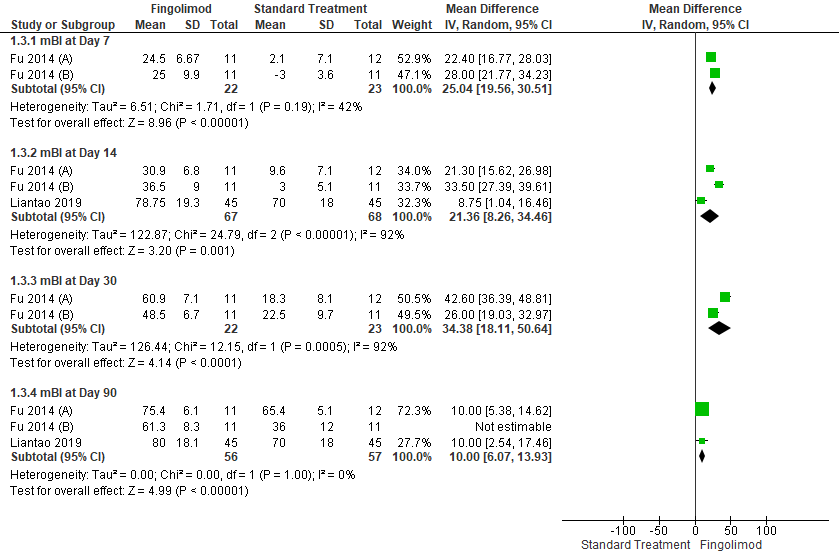 Fingolimod Standard Treatment Mean Difference Mean Difference
Study or Subgroup Mean SD Total Mean SD Total Weight IV, Random, 95% CI IV, Random, 95% CI
1.3.1 mBI at Day 7
Fu 2014 (A) 24.5 6.67 11 2.1 7.1 12 52.9% 22.40 [16.77, 28.03]
Fu 2014 (B) 25 9.9 11 -3 3.6 11 47.1% 28.00 [21.77, 34.23]
Subtotal (95% CI) 22 23 100.0% 25.04 [19.56, 30.51]
Heterogeneity: Tau² = 6.51; Chi² = 1.71, df = 1 (P = 0.19); I² = 42%
Test for overall effect: Z = 8.96 (P < 0.00001)
1.3.2 mBI at Day 14
Fu 2014 (A) 30.9 6.8 11 9.6 7.1 12 34.0% 21.30 [15.62, 26.98]
Fu 2014 (B) 36.5 9 11 3 5.1 11 33.7% 33.50 [27.39, 39.61]
Liantao 2019 78.75 19.3 45 70 18 45 32.3% 8.75 [1.04, 16.46]
Subtotal (95% CI) 67 68 100.0% 21.36 [8.26, 34.46]
Heterogeneity: Tau² = 122.87; Chi² = 24.79, df = 2 (P < 0.00001); I² = 92%
Test for overall effect: Z = 3.20 (P = 0.001)
1.3.3 mBI at Day 30
Fu 2014 (A) 60.9 7.1 11 18.3 8.1 12 50.5% 42.60 [36.39, 48.81]
Fu 2014 (B) 48.5 6.7 11 22.5 9.7 11 49.5% 26.00 [19.03, 32.97]
Subtotal (95% CI) 22 23 100.0% 34.38 [18.11, 50.64]
Heterogeneity: Tau² = 126.44; Chi² = 12.15, df = 1 (P = 0.0005); I² = 92%
Test for overall effect: Z = 4.14 (P < 0.0001)
1.3.4 mBI at Day 90
Fu 2014 (A) 75.4 6.1 11 65.4 5.1 12 72.3% 10.00 [5.38, 14.62]
Fu 2014 (B) 61.3 8.3 11 36 12 11 Not estimable
Liantao 2019 80 18.1 45 70 18 45 27.7% 10.00 [2.54, 17.46]
Subtotal (95% CI) 56 57 100.0% 10.00 [6.07, 13.93]
Heterogeneity: Tau² = 0.00; Chi² = 0.00, df = 1 (P = 1.00); I² = 0%
Test for overall effect: Z = 4.99 (P < 0.00001)
-100 -50 0 50 100
Standard Treatment Fingolimod